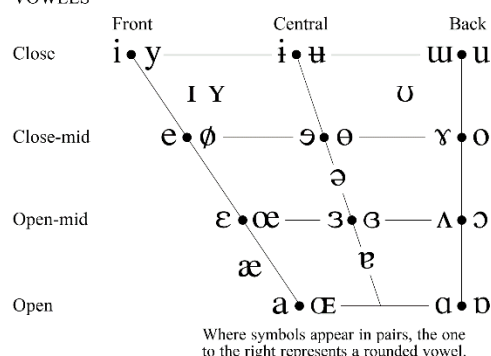 VOWELS
Front Central Back
Close i y ɨ ʉ ɯ u
ɪ ʏ ʊ
Close-mid e ø ɘ ɵ ɤ o
ə
Open-mid ɛ œ ɜ ɞ ʌ ɔ
æ ɐ
Open a ɶ ɑ ɒ
Where symbols appear in pairs, the one
to the right represents a rounded vowel.